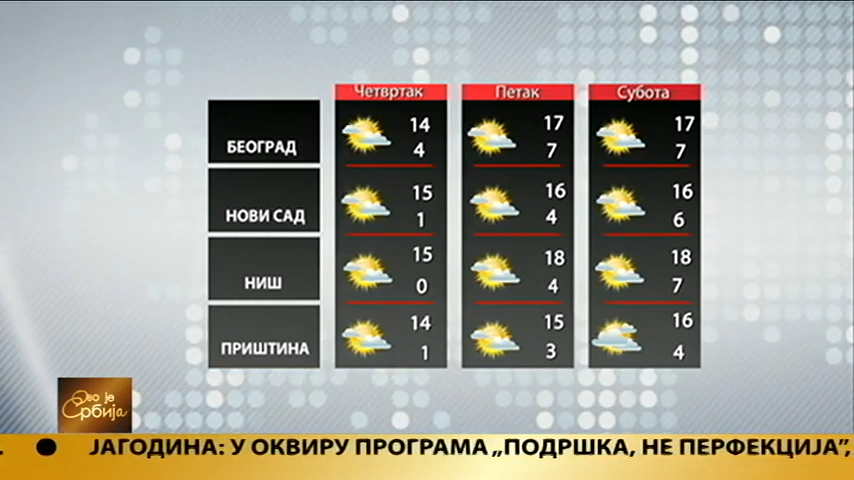 Четвртак Петак Субота
БЕОГРАД 14 4 17 7 17 7
НОВИ САД 15 1 16 4 16 6
НИШ 15 0 18 4 18 7
ПРИШТИНА 14 1 15 3 16 4
Ово је
Србија
. ● ЈАГОДИНА: У ОКВИРУ ПРОГРАМА „ПОДРШКА, НЕ ПЕРФЕКЦИЈА”,